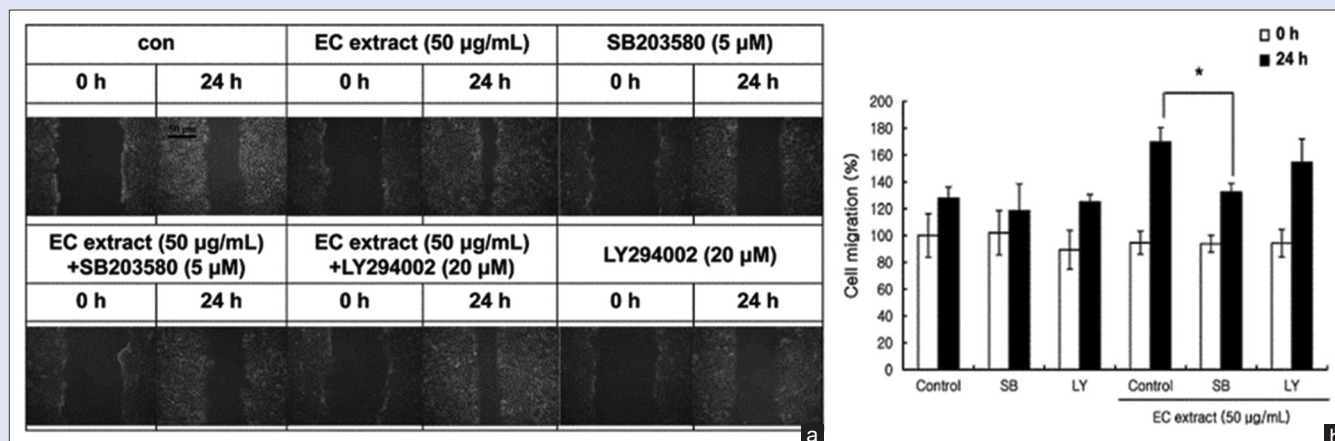 con EC extract (50 µg/mL) SB203580 (5 µM)
0 h 24 h 0 h 24 h 0 h 24 h
50 µm
EC extract (50 µg/mL)
+SB203580 (5 µM)
EC extract (50 µg/mL)
+LY294002 (20 µM)
LY294002 (20 µM)
0 h 24 h 0 h 24 h 0 h 24 h
a
0 h
24 h
*
Cell migration (%)
200
180
160
140
120
100
80
60
40
20
0
Control SB LY Control SB LY
EC extract (50 µg/mL)